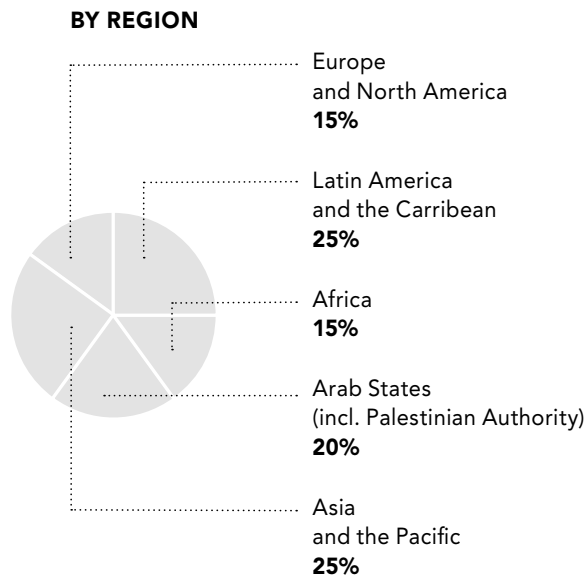 BY REGION
Europe
and North America
15%
Latin America
and the Carribean
25%
Africa
15%
Arab States
(incl. Palestinian Authority)
20%
Asia
and the Pacific
25%